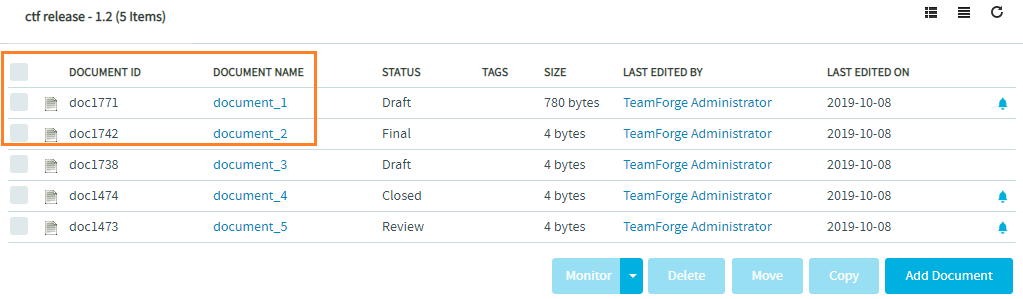 ctf release - 1.2 (5 Items)
DOCUMENT ID DOCUMENT NAME STATUS TAGS SIZE LAST EDITED BY LAST EDITED ON
doc1771 document_1 Draft 780 bytes TeamForge Administrator 2019-10-08
doc1742 document_2 Final 4 bytes TeamForge Administrator 2019-10-08
doc1738 document_3 Draft 4 bytes TeamForge Administrator 2019-10-08
doc1474 document_4 Closed 4 bytes TeamForge Administrator 2019-10-08
doc1473 document_5 Review 4 bytes TeamForge Administrator 2019-10-08
Monitor Delete Move Copy Add Document